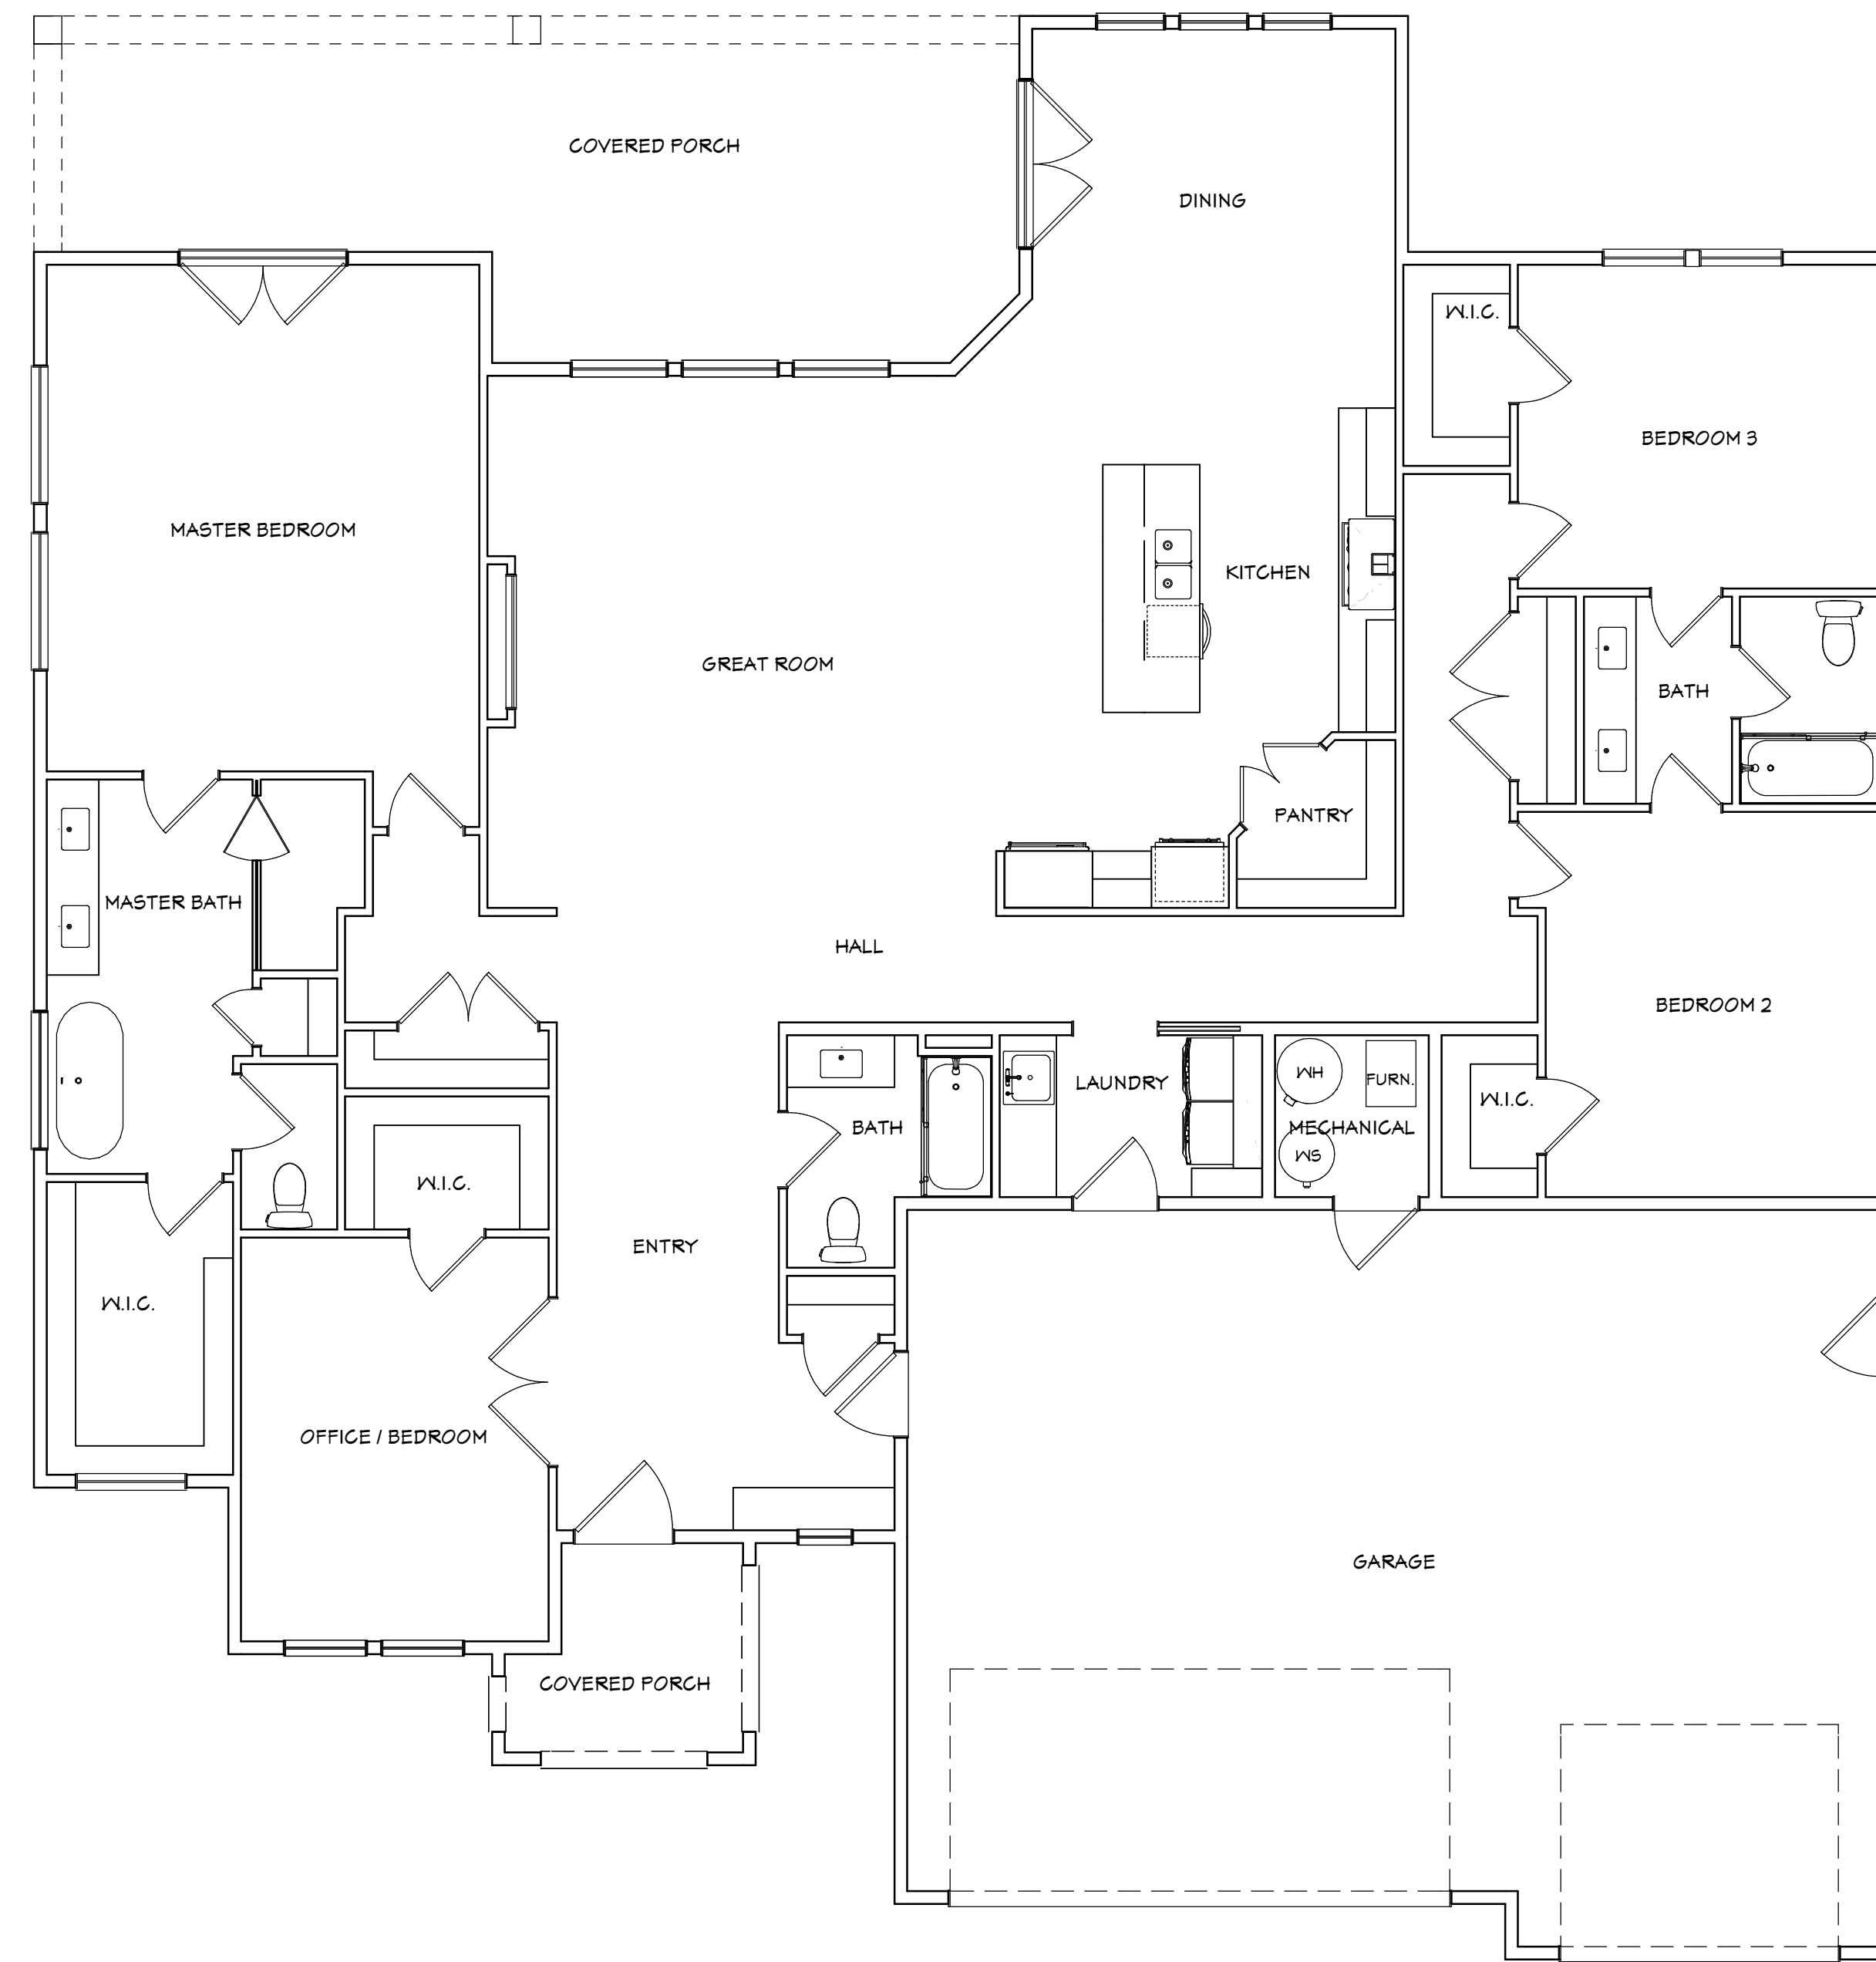 COVERED PORCH
DINING
W.I.C.
BEDROOM 3
MASTER BEDROOM
KITCHEN
GREAT ROOM
BATH
PANTRY
MASTER BATH
HALL
BEDROOM 2
WH
FURN.
LAUNDRY
W.I.C.
BATH
MECHANICAL
WS
W.I.C.
ENTRY
W.I.C.
OFFICE / BEDROOM
GARAGE
COVERED PORCH